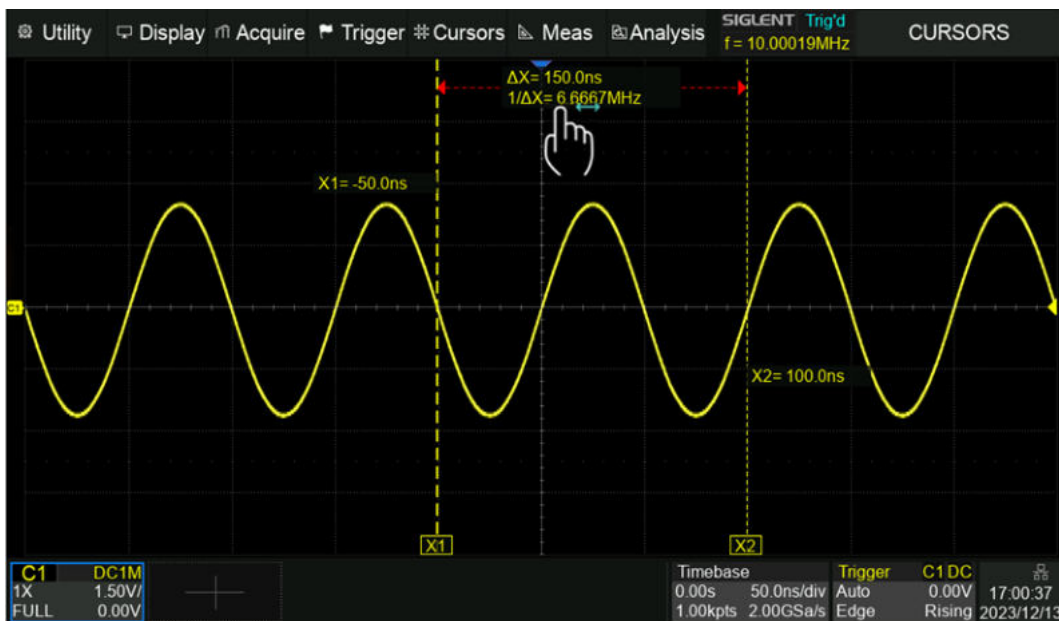 Utility Display Acquire Trigger Cursors Meas Analysis SIGLENT Trig'd CURSORS
f = 10.00019MHz
ΔX= 150.0ns
1/ΔX= 6.6667MHz
X1= -50.0ns
C1
X2= 100.0ns
X1 X2
C1 DC1M
1X 1.50V/
FULL 0.00V
Timebase
0.00s 50.0ns/div
1.00kpts 2.00GSa/s
Trigger C1 DC
Auto 0.00V
Edge Rising
17:00:37
2023/12/13